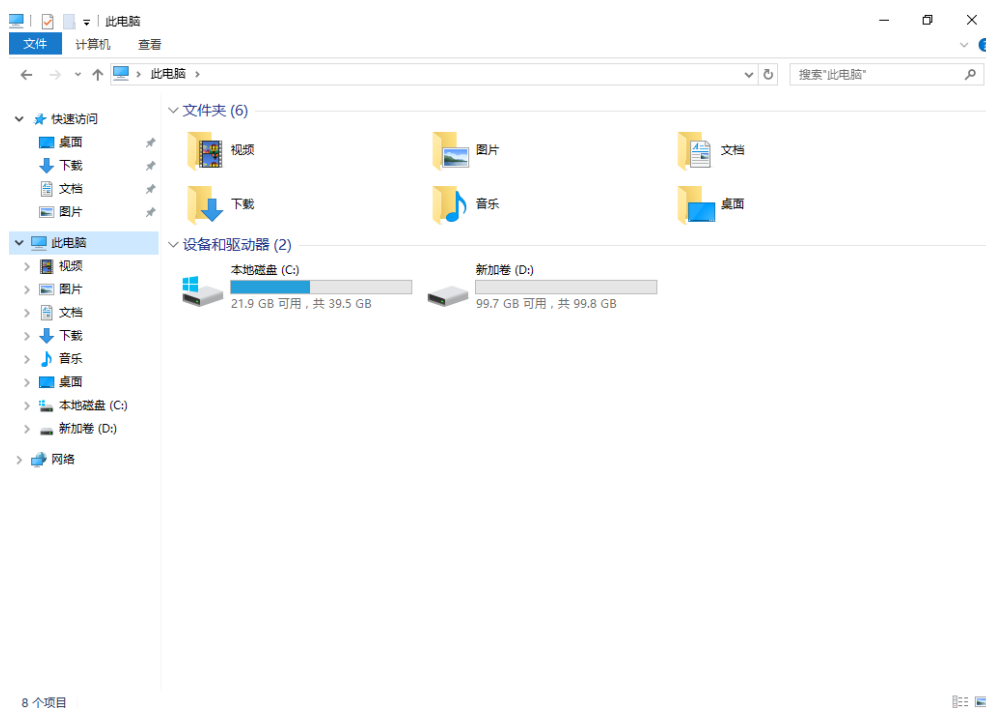 此电脑
文件 计算机 查看
此电脑
搜索"此电脑"
快速访问
桌面
下载
文档
图片
此电脑
视频
图片
文档
下载
音乐
桌面
本地磁盘 (C:)
新加卷 (D:)
网络
文件夹 (6)
视频 图片 文档
下载 音乐 桌面
设备和驱动器 (2)
本地磁盘 (C:)
21.9 GB 可用，共 39.5 GB
新加卷 (D:)
99.7 GB 可用，共 99.8 GB
8 个项目